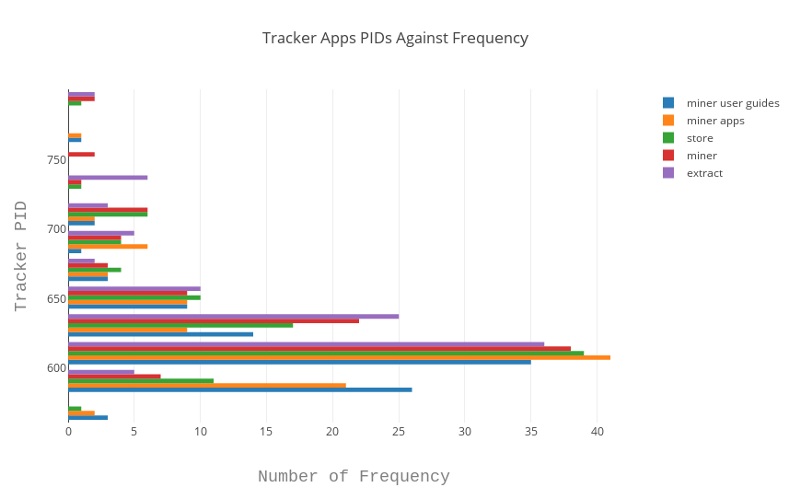 Tracker Apps PIDs Against Frequency
miner user guides
miner apps
store
miner
extract
750
700
650
600
Tracker PID
0 5 10 15 20 25 30 35 40
Number of Frequency